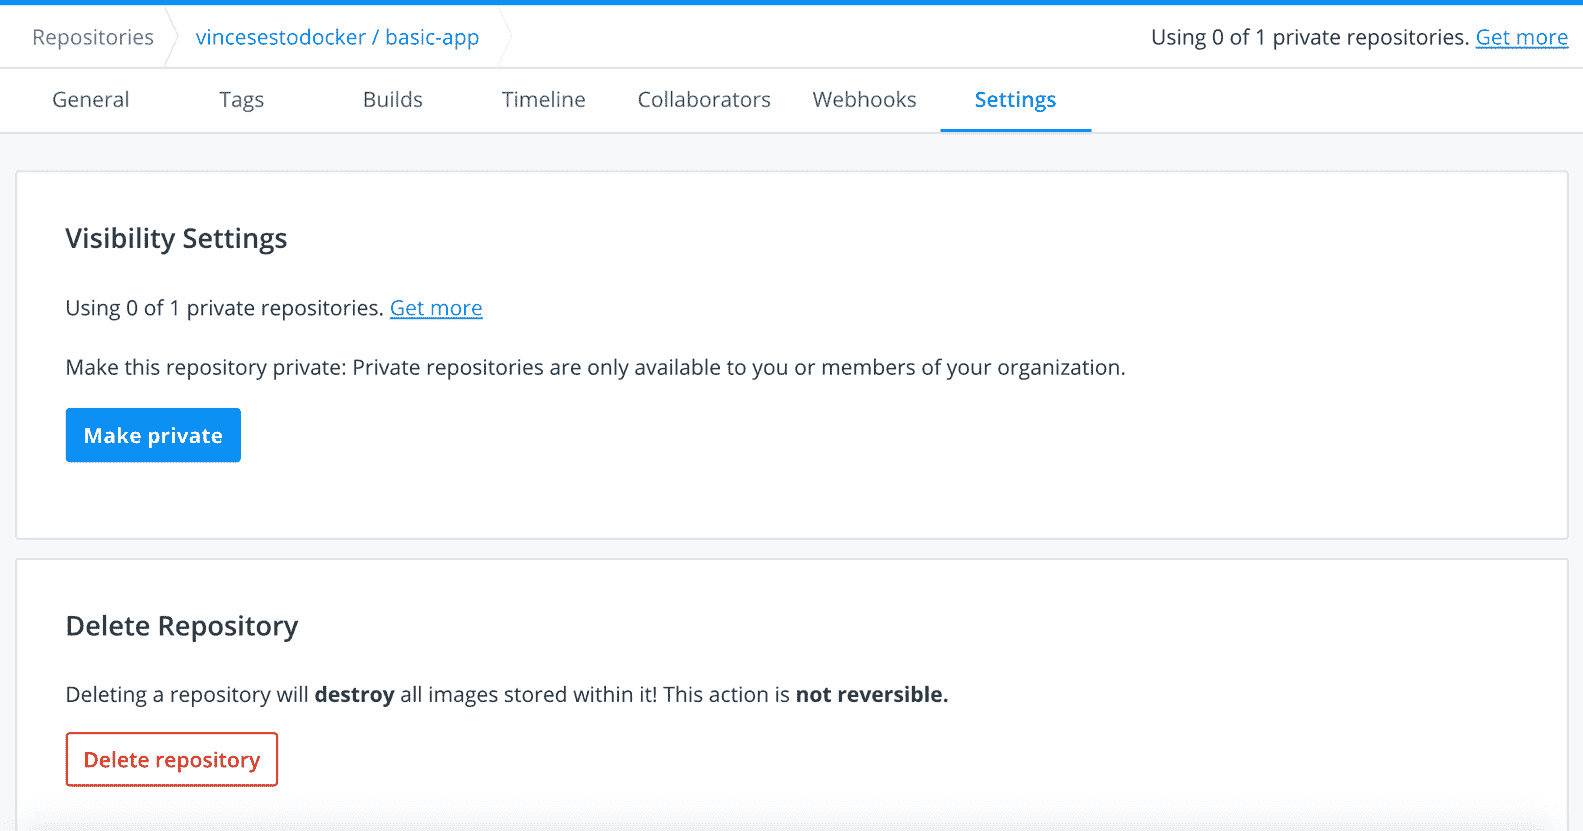 Repositories vincesestodocker / basic-app Using 0 of 1 private repositories. Get more
General Tags Builds Timeline Collaborators Webhooks Settings
Visibility Settings
Using 0 of 1 private repositories. Get more
Make this repository private: Private repositories are only available to you or members of your organization.
Make private
Delete Repository
Deleting a repository will destroy all images stored within it! This action is not reversible.
Delete repository